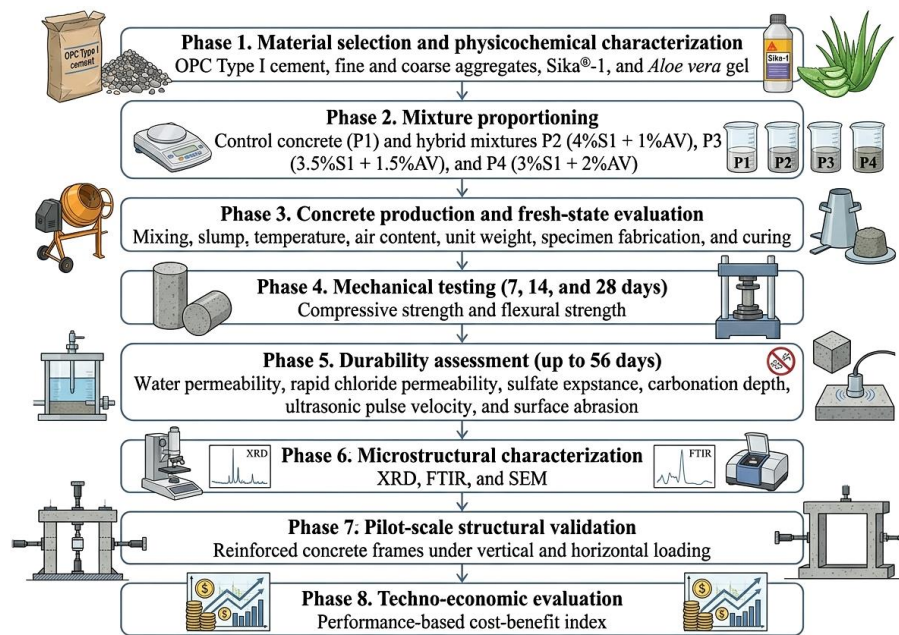 OPC Type I
cement
Phase 1. Material selection and physicochemical characterization
OPC Type I cement, fine and coarse aggregates, Sika®-1, and Aloe vera gel
Sika-1
Phase 2. Mixture proportioning
Control concrete (P1) and hybrid mixtures P2 (4%S1 + 1%AV), P3
(3.5%S1 + 1.5%AV), and P4 (3%S1 + 2%AV)
P1 P2 P3 P4
Phase 3. Concrete production and fresh-state evaluation
Mixing, slump, temperature, air content, unit weight, specimen fabrication, and curing
Phase 4. Mechanical testing (7, 14, and 28 days)
Compressive strength and flexural strength
Phase 5. Durability assessment (up to 56 days)
Water permeability, rapid chloride permeability, sulfate expstance, carbonation depth,
ultrasonic pulse velocity, and surface abrasion
XRD
Phase 6. Microstructural characterization
XRD, FTIR, and SEM
FTIR
Phase 7. Pilot-scale structural validation
Reinforced concrete frames under vertical and horizontal loading
Phase 8. Techno-economic evaluation
Performance-based cost-benefit index